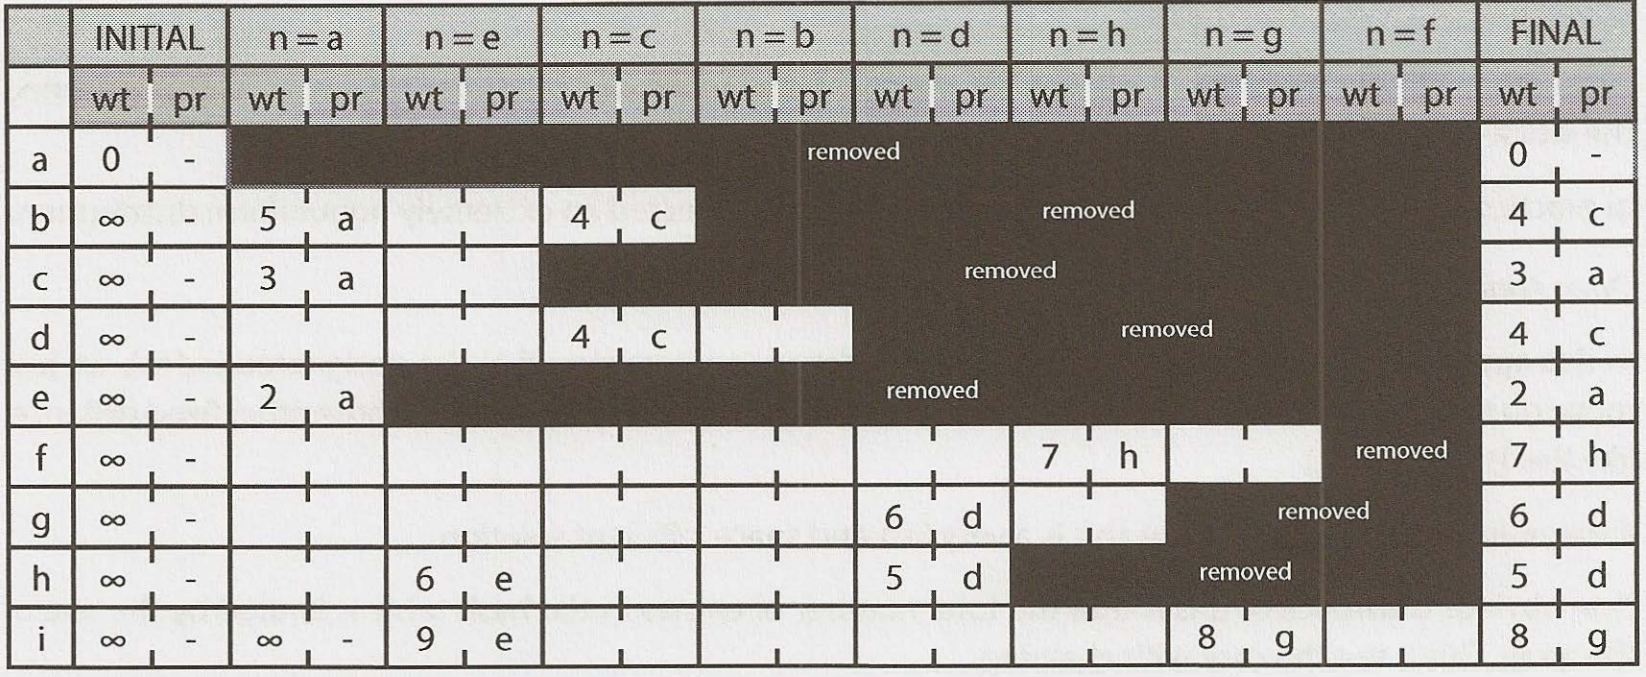 INITIAL n = a n = e n = c n = b n = d n = h n = g n = f FINAL
wt pr wt pr wt pr wt pr wt pr wt pr wt pr wt pr wt pr wt pr
a 0 - removed 0 -
b ∞ - 5 a 4 c removed 4 c
c ∞ - 3 a removed 3 a
d ∞ - 4 c removed 4 c
e ∞ - 2 a removed 2 a
f ∞ - 7 h removed 7 h
g ∞ - 6 d removed 6 d
h ∞ - 6 e 5 d removed 5 d
i ∞ - ∞ - 9 e 8 g 8 g